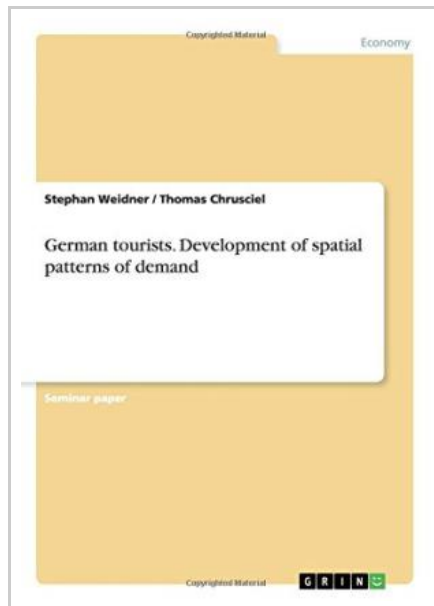 Copyrighted Material
Economy
Stephan Weidner / Thomas Chrusciel
German tourists. Development of spatial
patterns of demand
Seminar paper
Copyrighted Material
GRIN